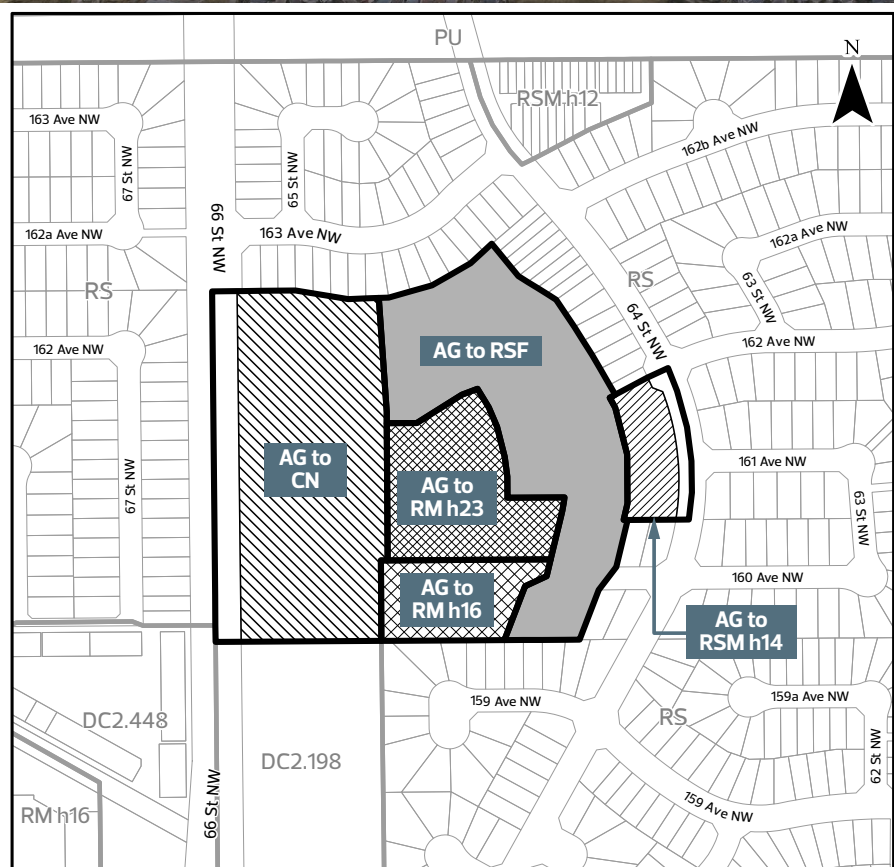 PU
N
RSM h12
163 Ave NW
67 St NW
65 St NW
162b Ave NW
66 St NW
162a Ave NW
163 Ave NW
162a Ave NW
RS
RS
63 St NW
64 St NW
162 Ave NW
162 Ave NW
AG to RSF
AG to
CN
161 Ave NW
67 St NW
AG to
RM h23
63 St NW
160 Ave NW
AG to
RM h16
AG to
RSM h14
159 Ave NW
159a Ave NW
RS
DC2.448
62 St NW
DC2.198
66 St NW
159 Ave NW
RM h16